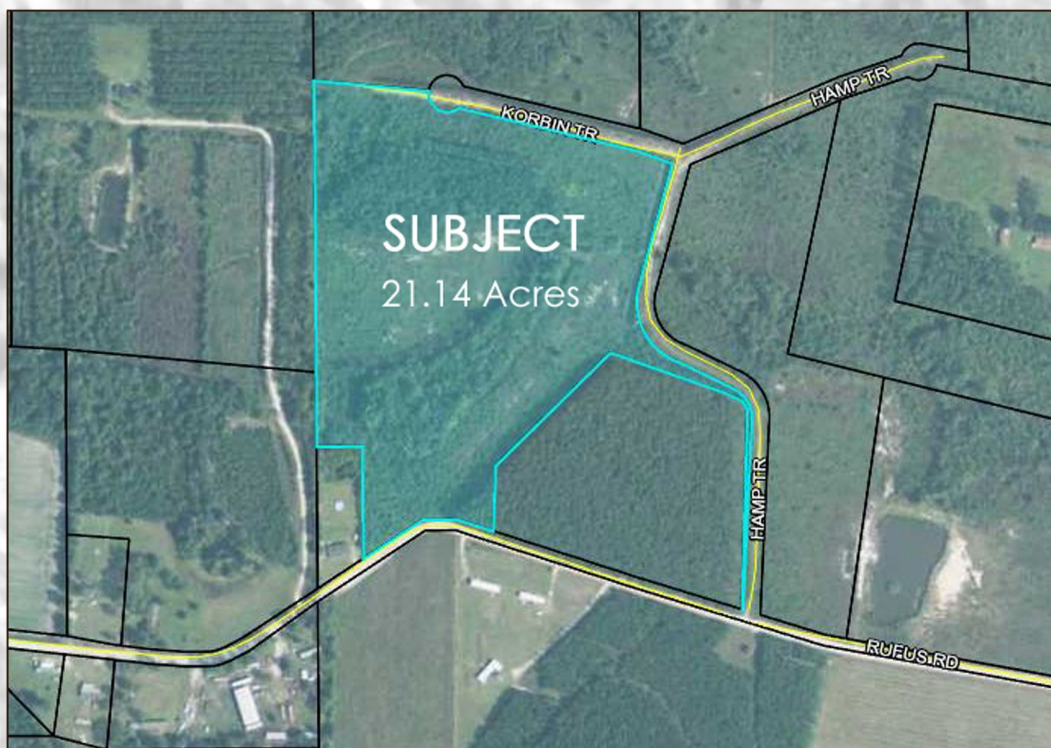 HAMP TR
KORBIN TR
SUBJECT
21.14 Acres
HAMP TR
RUFUS RD